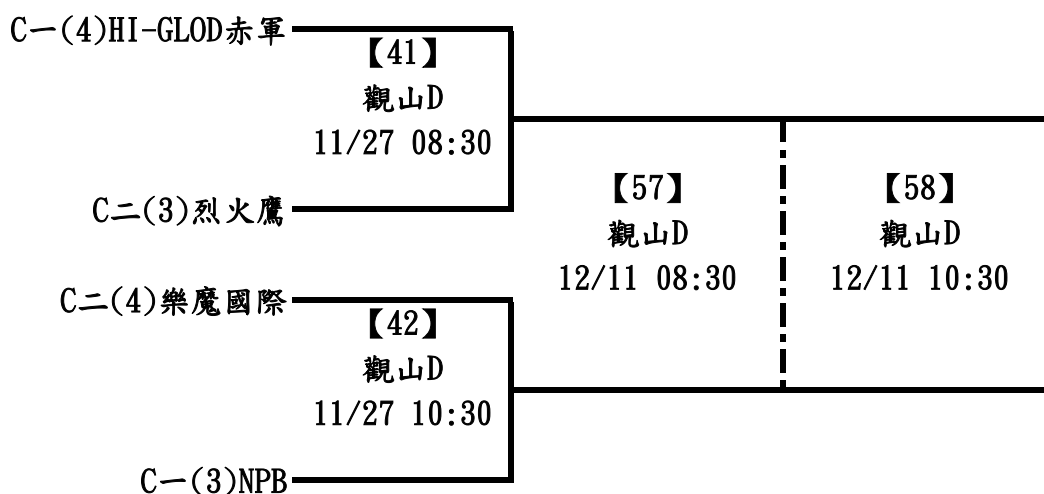 C一(4)HI-GLOD赤軍
【41】
觀山D
11/27 08:30
C二(3)烈火鷹
【57】
觀山D
12/11 08:30
【58】
觀山D
12/11 10:30
C二(4)樂魔國際
【42】
觀山D
11/27 10:30
C一(3)NPB